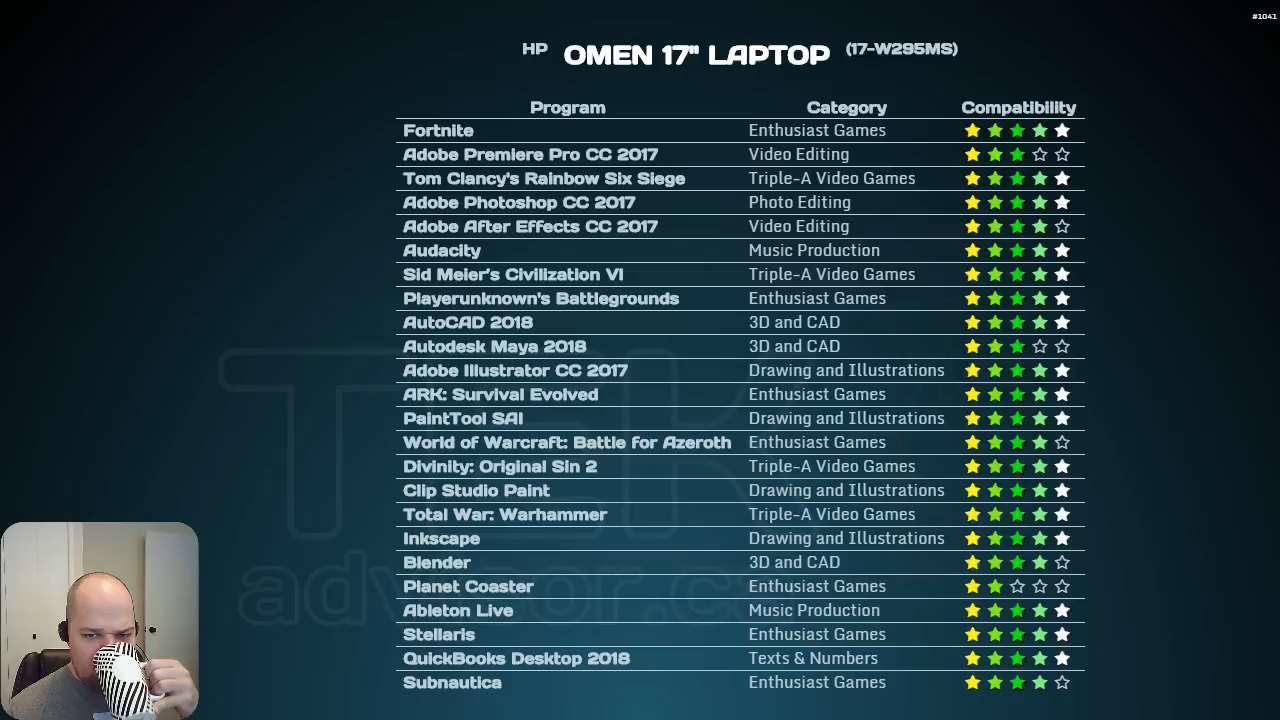 #1041
HP OMEN 17" LAPTOP (17-W295MS)
Program Category Compatibility
Fortnite Enthusiast Games
Adobe Premiere Pro CC 2017 Video Editing
Tom Clancy's Rainbow Six Siege Triple-A Video Games
Adobe Photoshop CC 2017 Photo Editing
Adobe After Effects CC 2017 Video Editing
Audacity Music Production
Sid Meier's Civilization VI Triple-A Video Games
Playerunknown's Battlegrounds Enthusiast Games
AutoCAD 2018 3D and CAD
Autodesk Maya 2018 3D and CAD
Adobe Illustrator CC 2017 Drawing and Illustrations
ARK: Survival Evolved Enthusiast Games
PaintTool SAI Drawing and Illustrations
World of Warcraft: Battle for Azeroth Enthusiast Games
Divinity: Original Sin 2 Triple-A Video Games
Clip Studio Paint Drawing and Illustrations
Total War: Warhammer Triple-A Video Games
Inkscape Drawing and Illustrations
Blender 3D and CAD
Planet Coaster Enthusiast Games
Ableton Live Music Production
Stellaris Enthusiast Games
QuickBooks Desktop 2018 Texts & Numbers
Subnautica Enthusiast Games